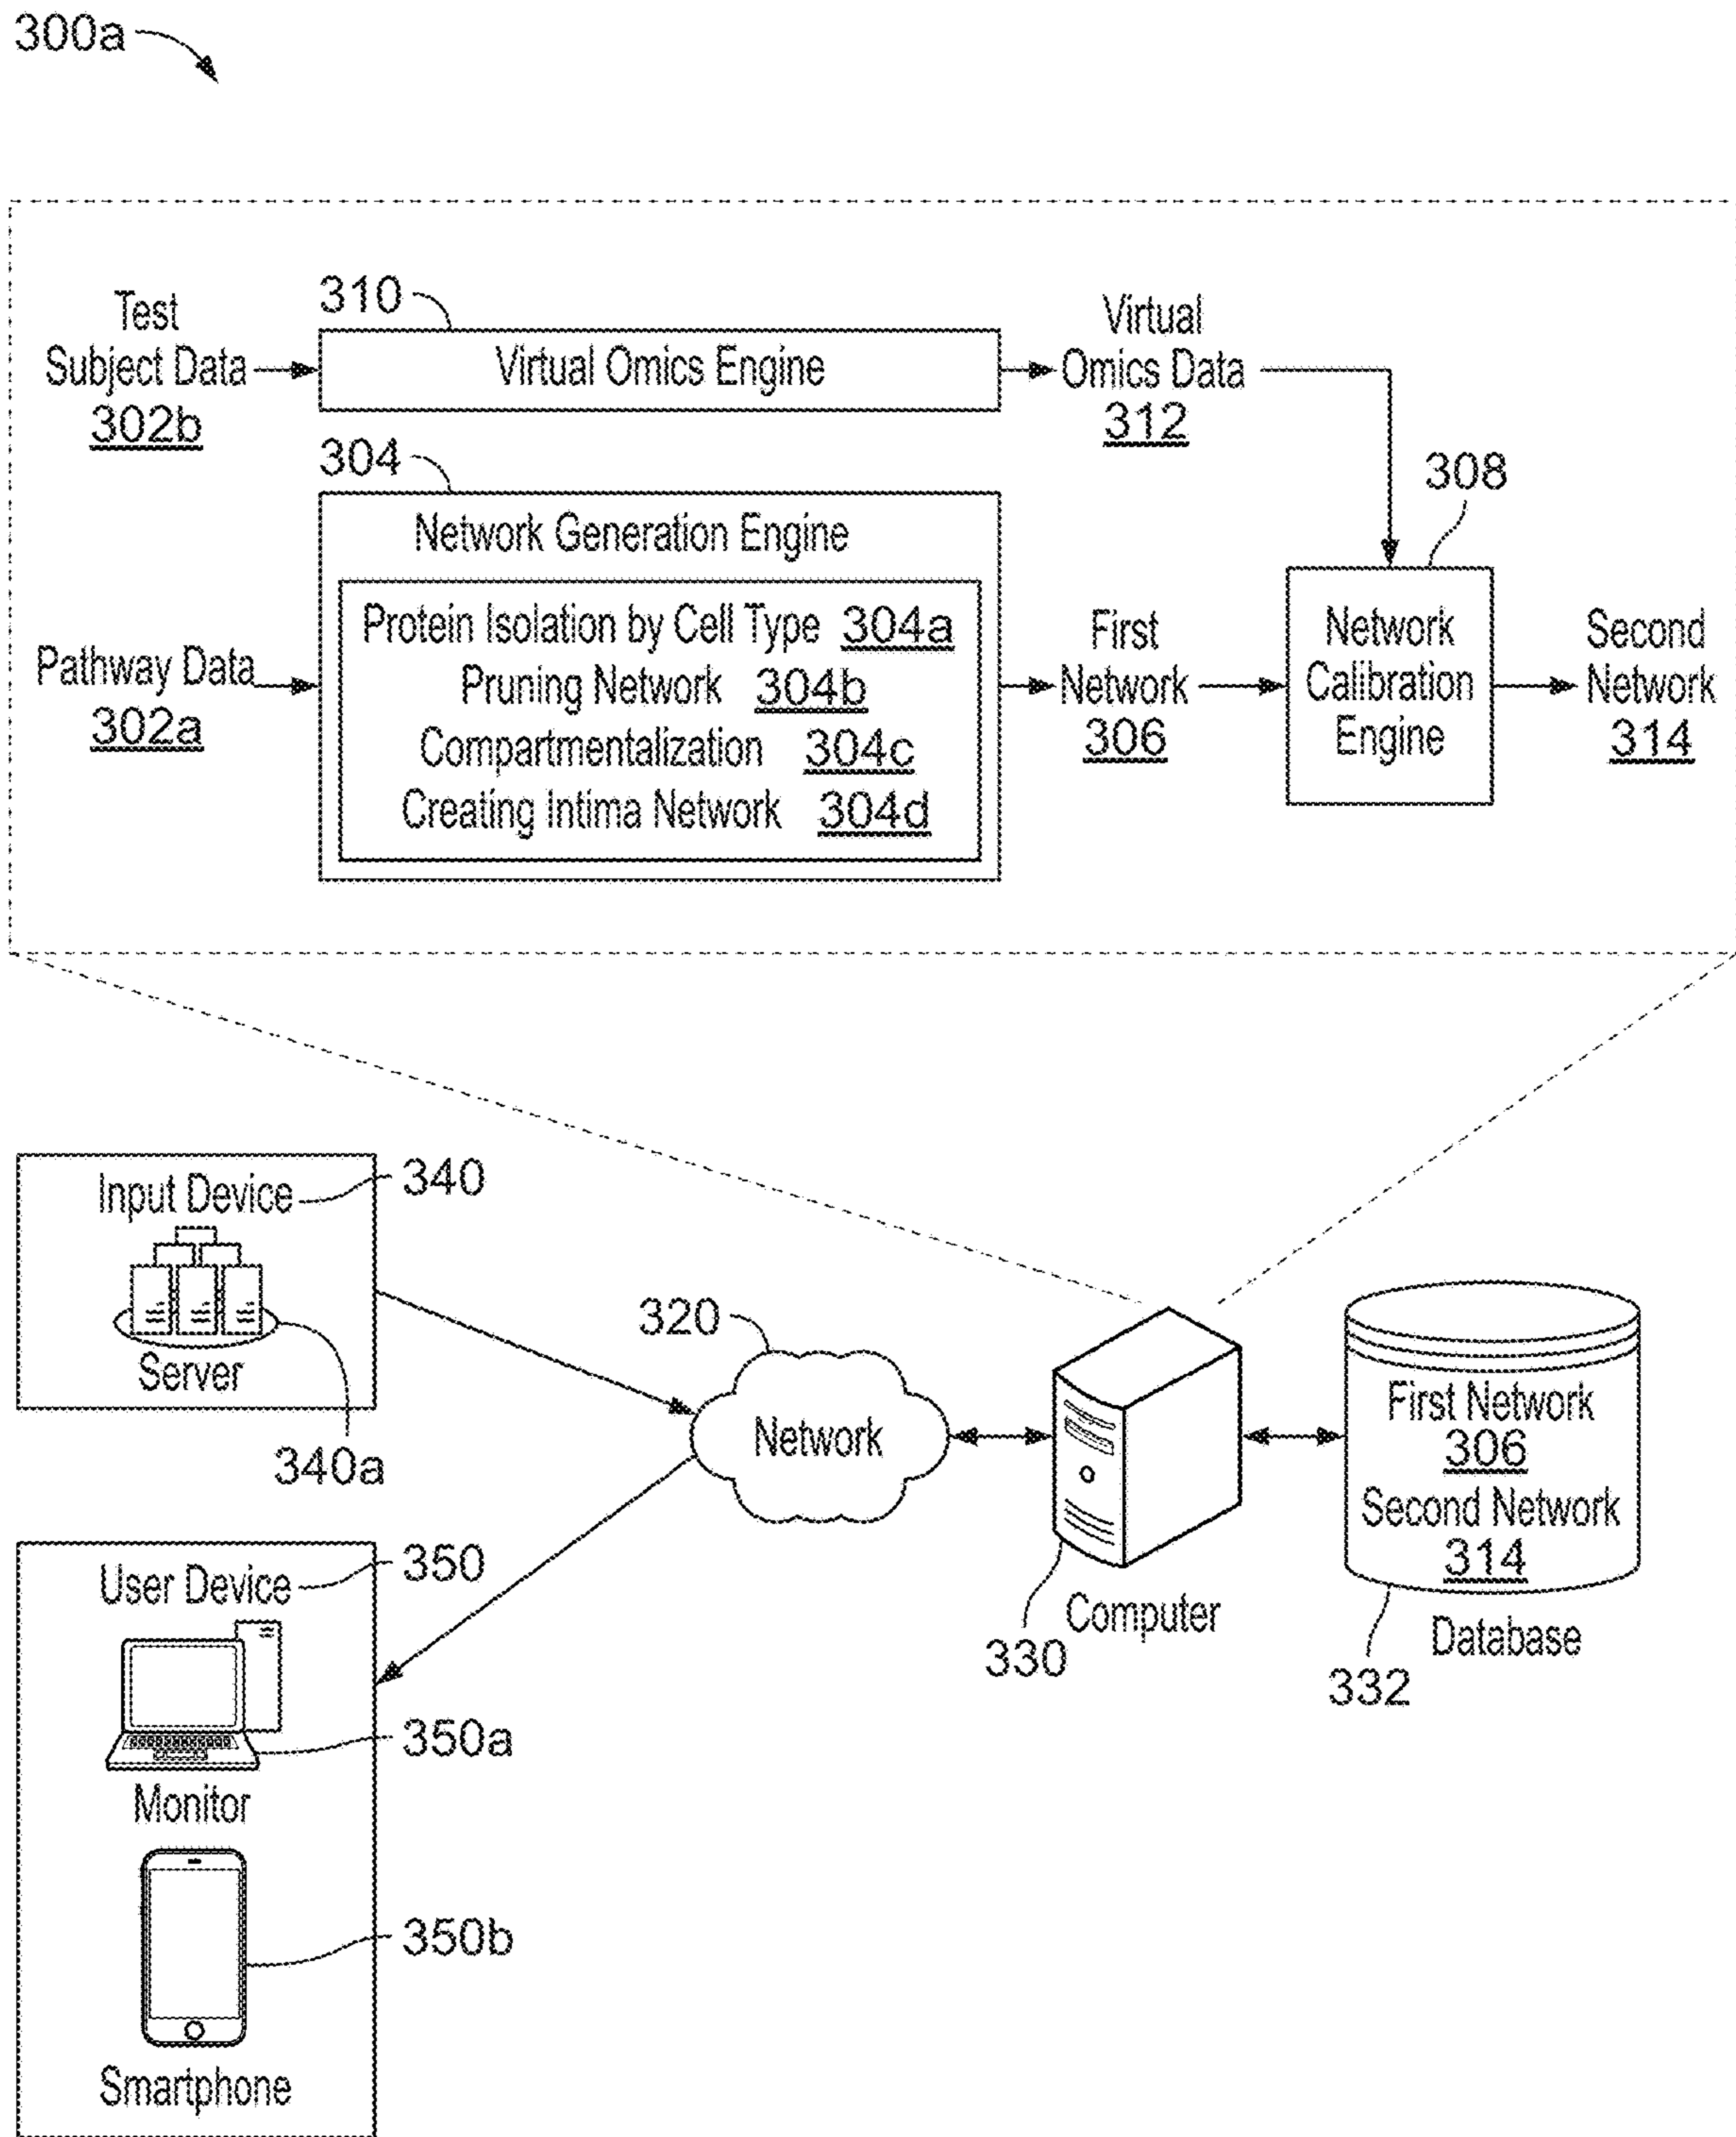 300a
310
Test
Subject Data
302b
Virtual Omics Engine
Virtual
Omics Data
312
304
308
Network Generation Engine
Protein Isolation by Cell Type 304a
Pruning Network 304b
Compartmentalization 304c
Creating Intima Network 304d
Pathway Data
302a
First
Network
306
Network
Calibration
Engine
Second
Network
314
Input Device
340
Server
340a
320
Network
Computer
330
First Network
306
Second Network
314
Database
332
User Device
350
350a
Monitor
350b
Smartphone